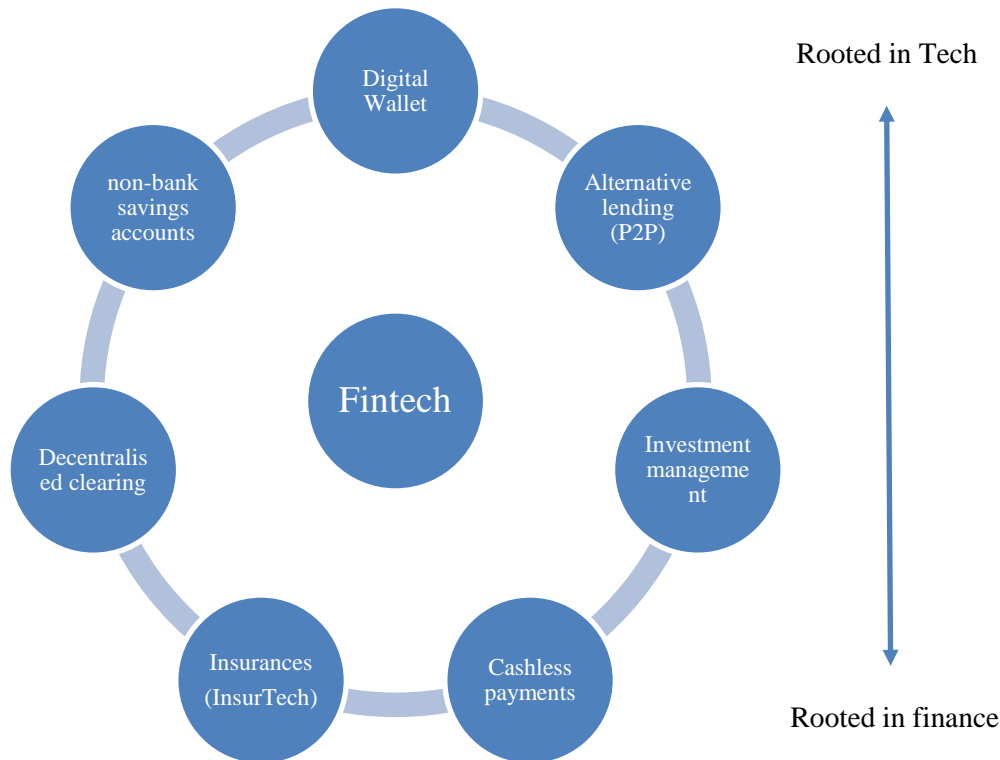 Rooted in Tech
Digital
Wallet
non-bank
savings
accounts
Alternative
lending
(P2P)
Fintech
Decentralis
ed clearing
Investment
manageme
nt
Insurances
(InsurTech)
Cashless
payments
Rooted in finance